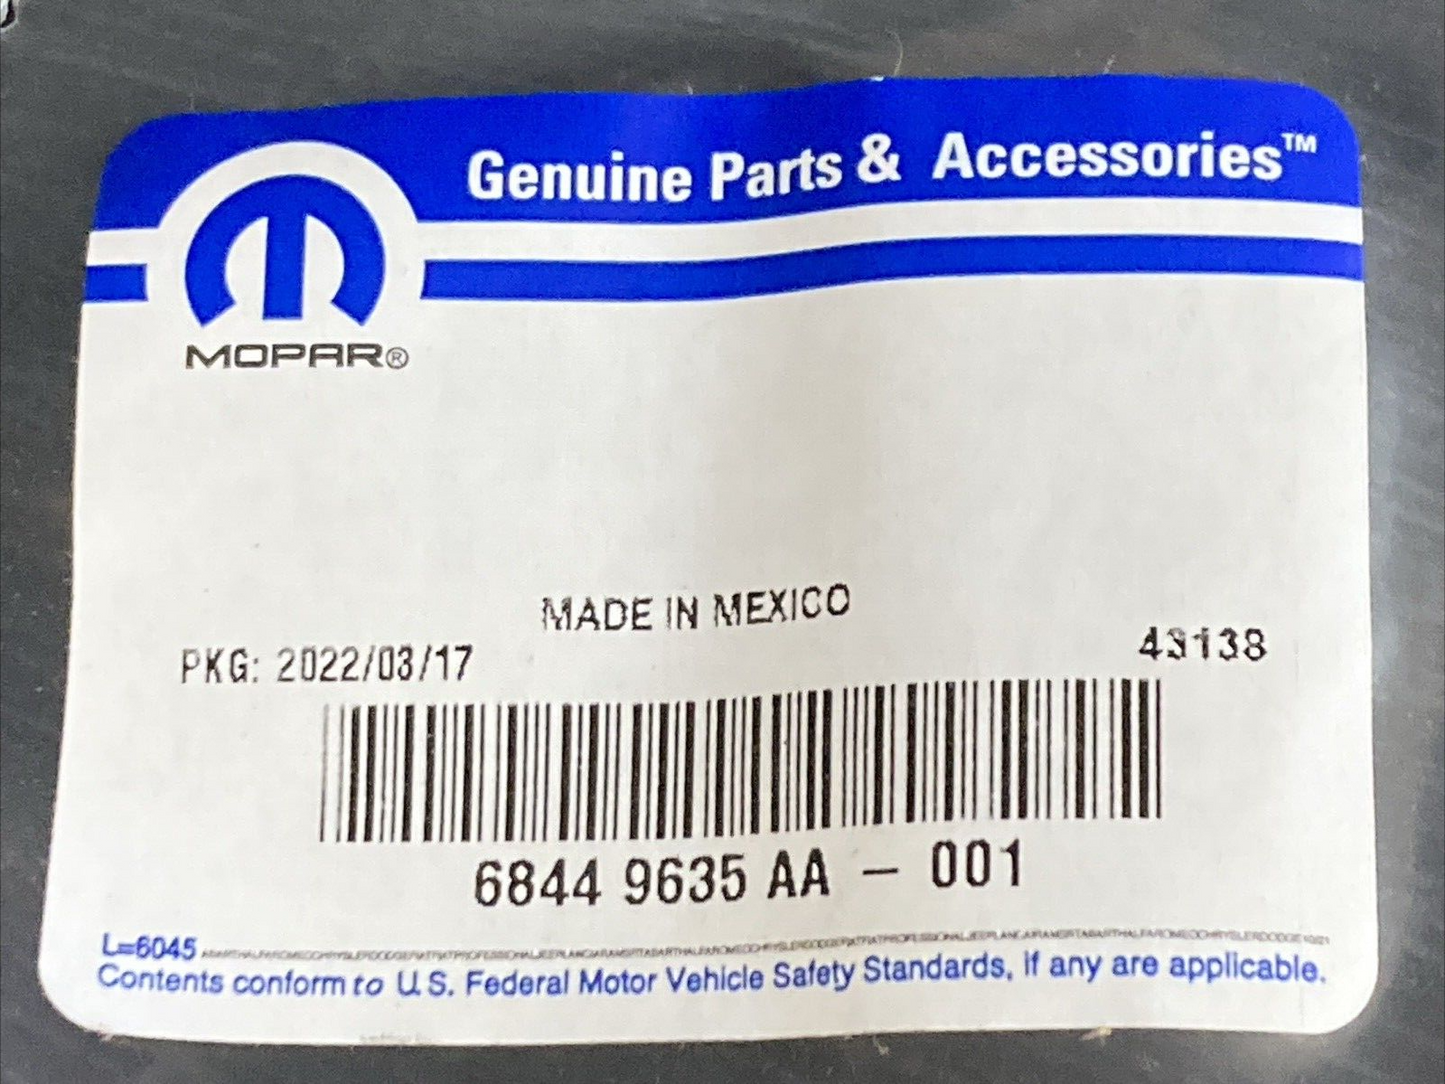 Genuine Parts & Accessories™
MOPAR®
MADE IN MEXICO
PKG: 2022/03/17
43138
6844 9635 AA – 001
L=6045
Contents conform to U.S. Federal Motor Vehicle Safety Standards, if any are applicable.